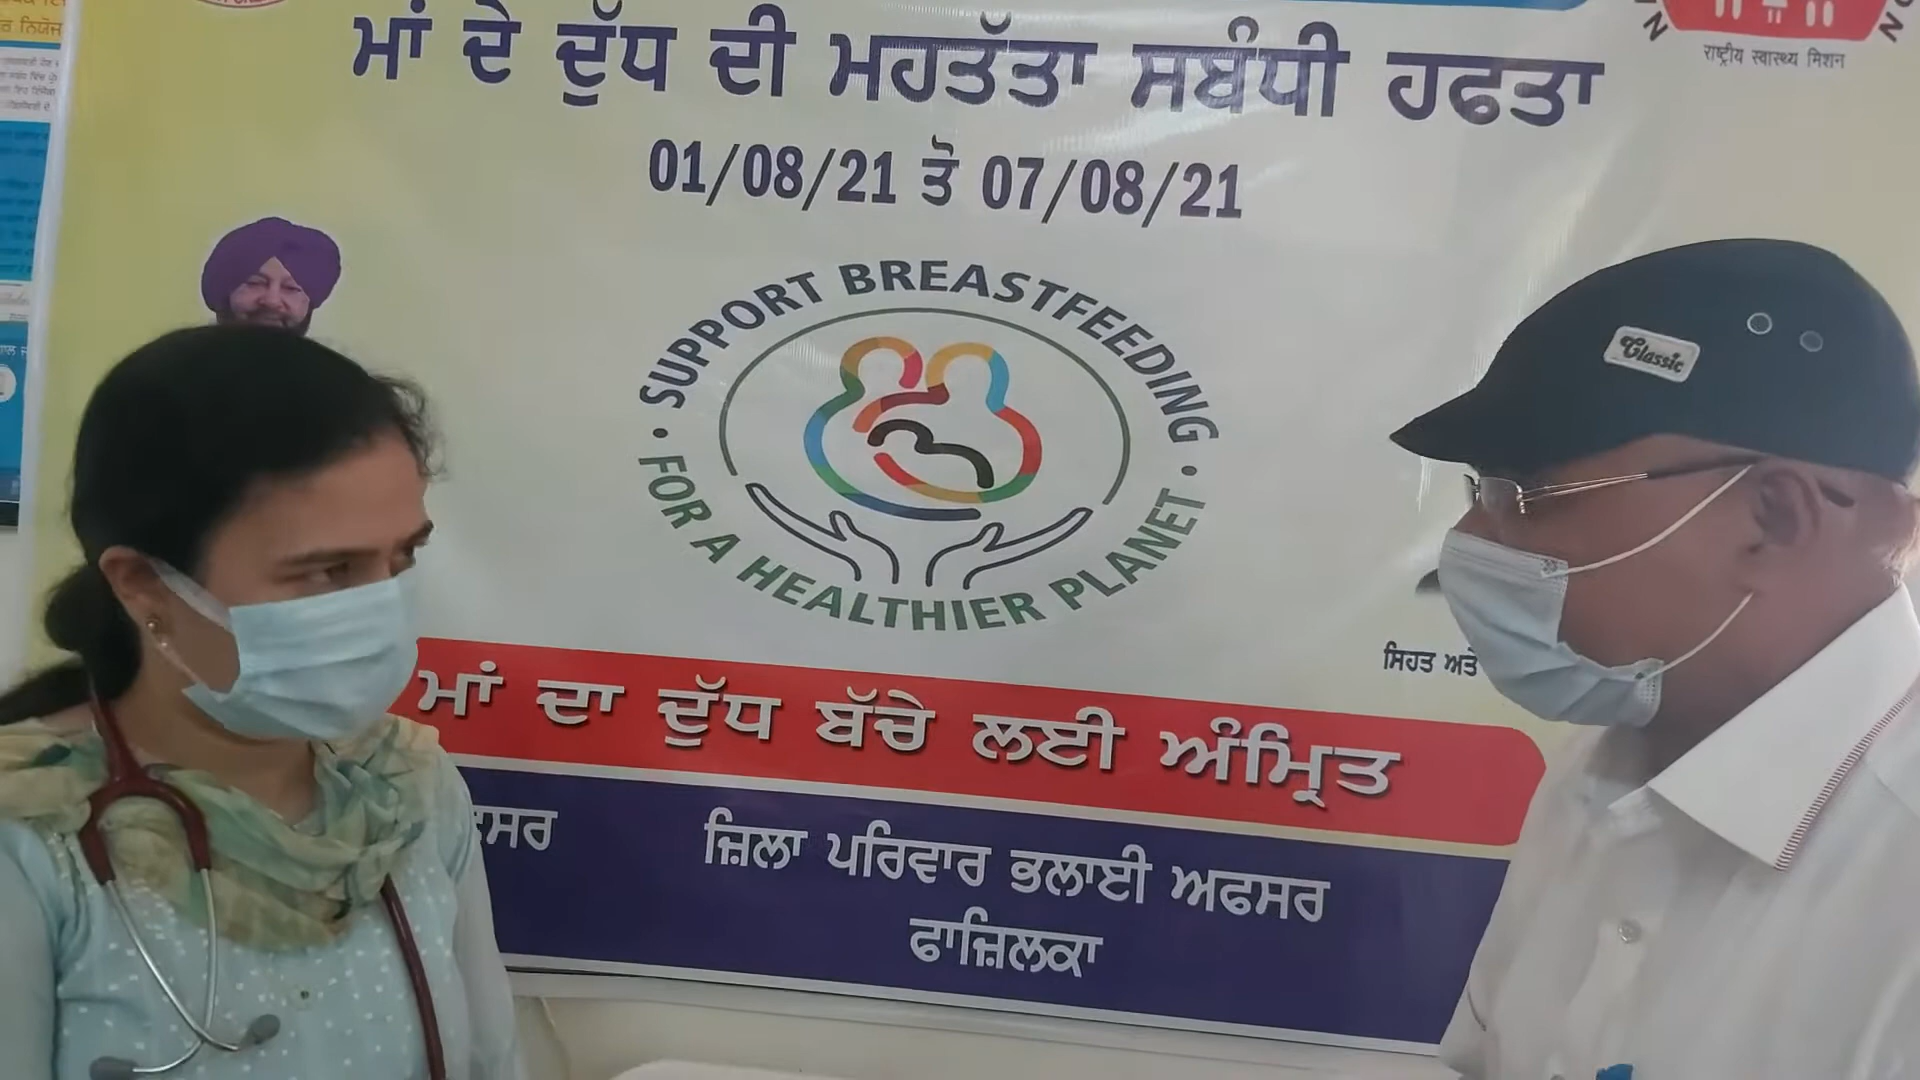 ਮਾਂ ਦੇ ਦੁੱਧ ਦੀ ਮਹਤੱਤਾ ਸਬੰਧੀ ਹਫਤਾ
राष्ट्रीय स्वास्थ्य मिशन
01/08/21 ਤੋ 07/08/21
SUPPORT BREASTFEEDING
FOR A HEALTHIER PLANET
Classic
ਸਿਹਤ ਅਤੇ
ਮਾਂ ਦਾ ਦੁੱਧ ਬੱਚੇ ਲਈ ਅੰਮ੍ਰਿਤ
ਜ਼ਿਲਾ ਪਰਿਵਾਰ ਭਲਾਈ ਅਫਸਰ
ਫਾਜ਼ਿਲਕਾ